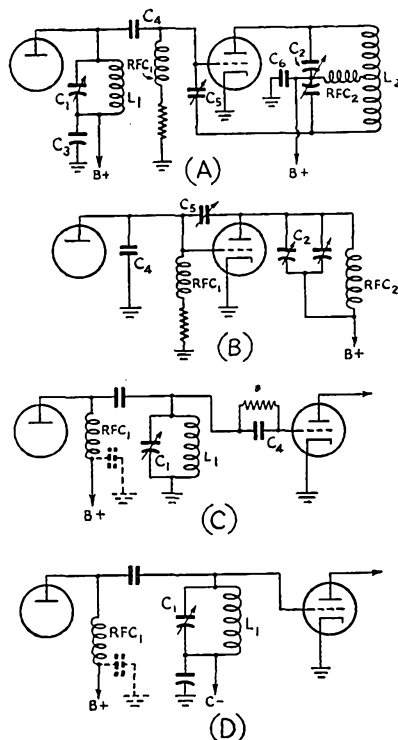 C4
RFC1
C1
L1
C3
B+
C5
C6
C2
RFC2
L2
B+
(A)
C5
C4
RFC1
C2
RFC2
B+
(B)
RFC1
C1
L1
C4
B+
(C)
RFC1
C1
L1
B+
C-
(D)